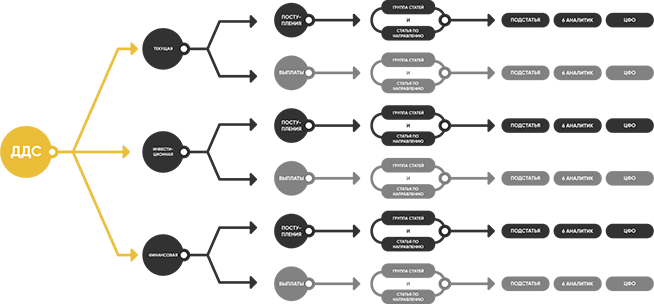 ПОСТУ-
ПЛЕНИЯ
ГРУППА СТАТЕЙ
И
СТАТЬЯ ПО
НАПРАВЛЕНИЮ
ПОДСТАТЬЯ
6 АНАЛИТИК
ЦФО
ТЕКУЩАЯ
ВЫПЛАТЫ
ГРУППА СТАТЕЙ
И
СТАТЬЯ ПО
НАПРАВЛЕНИЮ
ПОДСТАТЬЯ
6 АНАЛИТИК
ЦФО
ПОСТУ-
ПЛЕНИЯ
ГРУППА СТАТЕЙ
И
СТАТЬЯ ПО
НАПРАВЛЕНИЮ
ПОДСТАТЬЯ
6 АНАЛИТИК
ЦФО
ДДС
ИНВЕСТИ-
ЦИОННАЯ
ВЫПЛАТЫ
ГРУППА СТАТЕЙ
И
СТАТЬЯ ПО
НАПРАВЛЕНИЮ
ПОДСТАТЬЯ
6 АНАЛИТИК
ЦФО
ПОСТУ-
ПЛЕНИЯ
ГРУППА СТАТЕЙ
И
СТАТЬЯ ПО
НАПРАВЛЕНИЮ
ПОДСТАТЬЯ
6 АНАЛИТИК
ЦФО
ФИНАНСОВАЯ
ВЫПЛАТЫ
ГРУППА СТАТЕЙ
И
СТАТЬЯ ПО
НАПРАВЛЕНИЮ
ПОДСТАТЬЯ
6 АНАЛИТИК
ЦФО